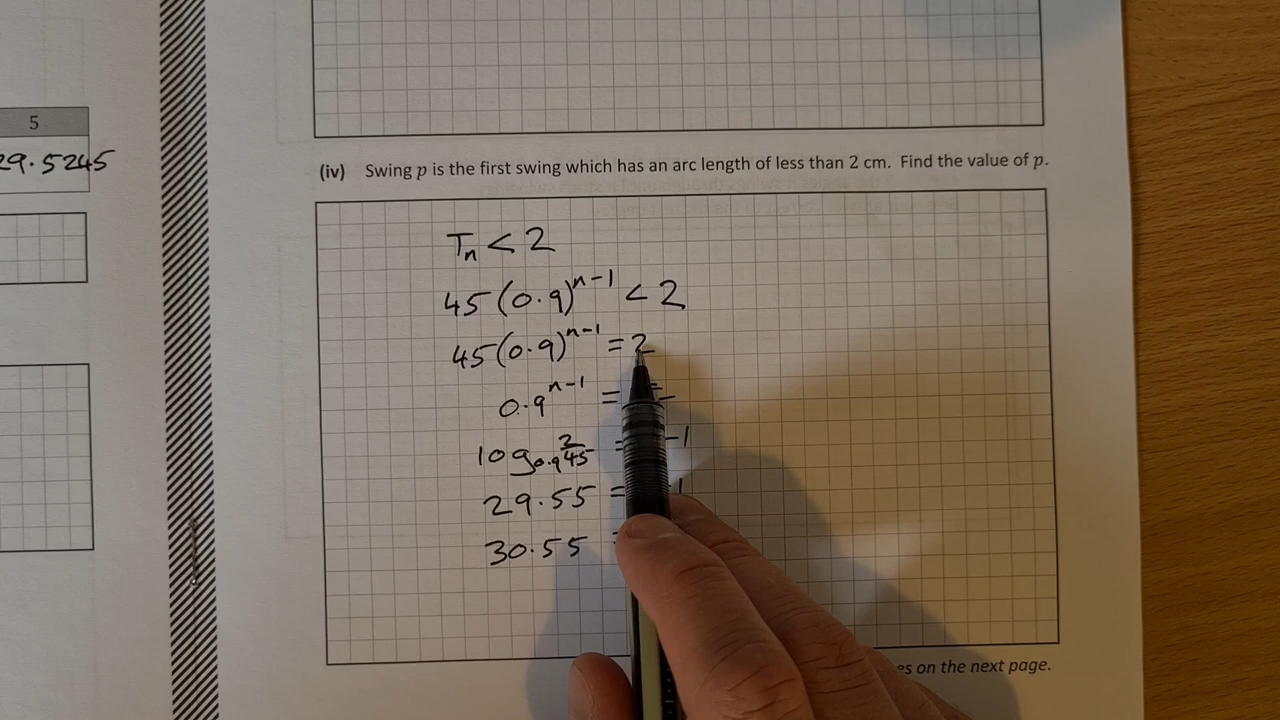 5
29.5245
(iv) Swing p is the first swing which has an arc length of less than 2 cm. Find the value of p.
Tn < 2
45(0.9)^n-1 < 2
45(0.9)^n-1 = 2
0.9^n-1 =
log0.9 2/45 = -1
29.55 = 1
30.55
es on the next page.